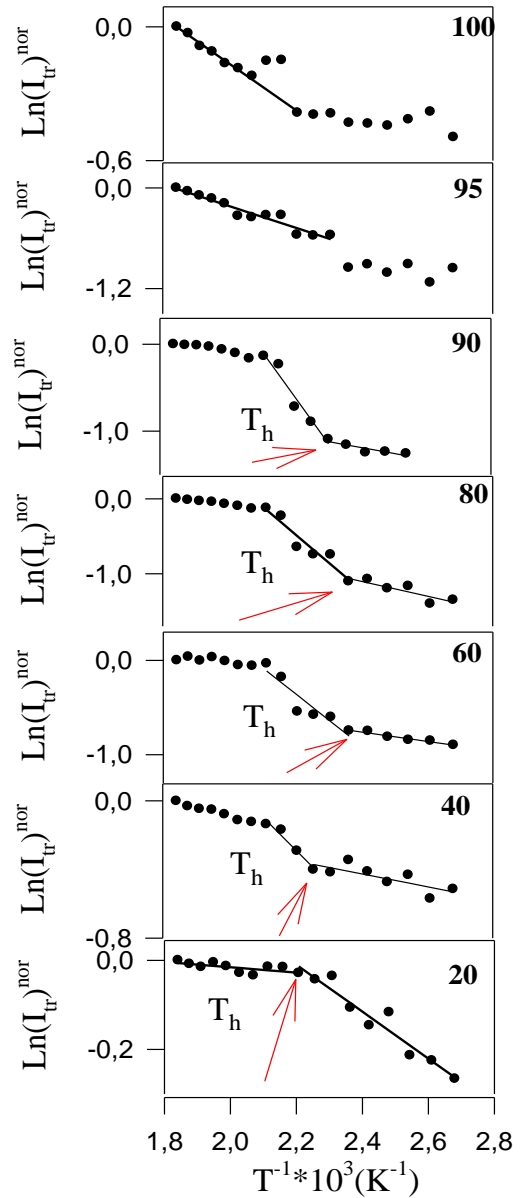 0,0
100
Ln(I_tr)^nor
-0,6
0,0
95
Ln(I_tr)^nor
-1,2
0,0
90
Ln(I_tr)^nor
T_h
-1,0
0,0
80
Ln(I_tr)^nor
T_h
-1,0
0,0
60
Ln(I_tr)^nor
T_h
-1,0
0,0
40
Ln(I_tr)^nor
T_h
-0,8
0,0
20
Ln(I_tr)^nor
T_h
-0,2
1,8 2,0 2,2 2,4 2,6 2,8
T^-1*10^3(K^-1)